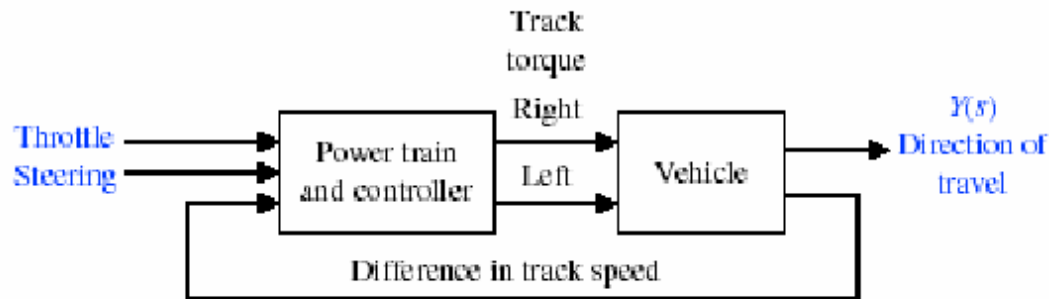 Track
torque
Right
Throttle
Steering
Power train
and controller
Left
Vehicle
Y(s)
Direction of
travel
Difference in track speed